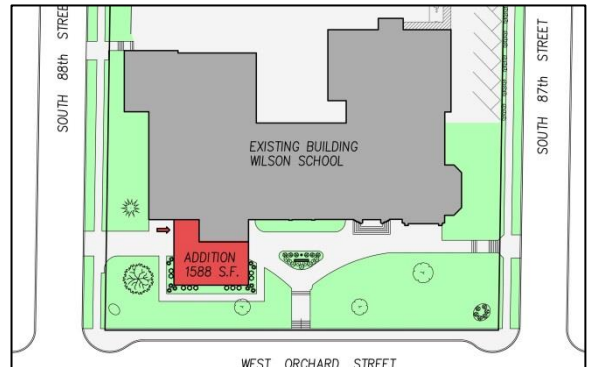 SOUTH 88th STREET
EXISTING BUILDING
WILSON SCHOOL
SOUTH 87th STREET
ADDITION
1588 S.F.
WEST ORCHARD STREET